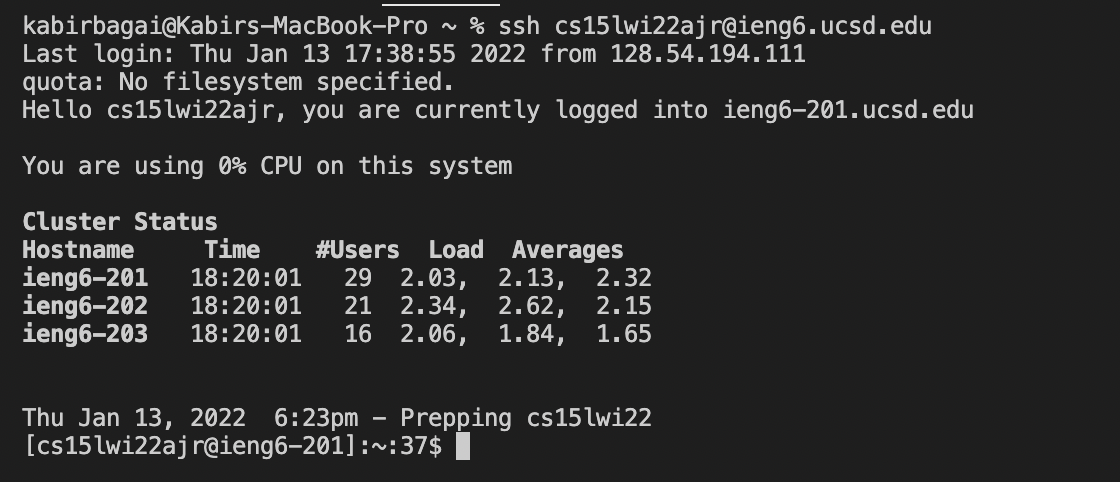 kabirbagai@Kabirs-MacBook-Pro ~ % ssh cs15lwi22ajr@ieng6.ucsd.edu
Last login: Thu Jan 13 17:38:55 2022 from 128.54.194.111
quota: No filesystem specified.
Hello cs15lwi22ajr, you are currently logged into ieng6-201.ucsd.edu
You are using 0% CPU on this system
Cluster Status
Hostname     Time    #Users  Load  Averages
ieng6-201   18:20:01   29  2.03,  2.13,  2.32
ieng6-202   18:20:01   21  2.34,  2.62,  2.15
ieng6-203   18:20:01   16  2.06,  1.84,  1.65
Thu Jan 13, 2022  6:23pm - Prepping cs15lwi22
[cs15lwi22ajr@ieng6-201]:~:37$